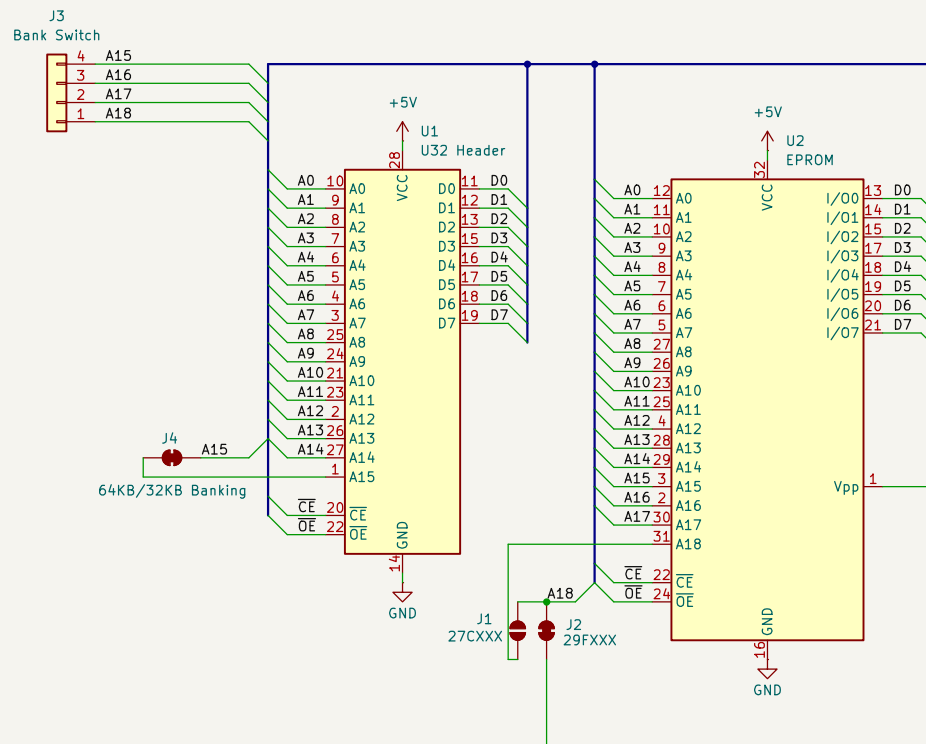 J3
Bank Switch
4 A15
3 A16
2 A17
1 A18
+5V
U1
U32 Header
28
VCC
A0 10 A0
A1 9 A1
A2 8 A2
A3 7 A3
A4 6 A4
A5 5 A5
A6 4 A6
A7 3 A7
A8 25 A8
A9 24 A9
A10 21 A10
A11 23 A11
A12 2 A12
A13 26 A13
A14 27 A14
1 A15
CE 20 CE
OE 22 OE
D0 11 D0
D1 12 D1
D2 13 D2
D3 15 D3
D4 16 D4
D5 17 D5
D6 18 D6
D7 19 D7
GND
14
GND
J4
A15
64KB/32KB Banking
+5V
U2
EPROM
32
VCC
A0 12 A0
A1 11 A1
A2 10 A2
A3 9 A3
A4 8 A4
A5 7 A5
A6 6 A6
A7 5 A7
A8 27 A8
A9 26 A9
A10 23 A10
A11 25 A11
A12 4 A12
A13 28 A13
A14 29 A14
A15 3 A15
A16 2 A16
A17 30 A17
31 A18
CE 22 CE
OE 24 OE
I/O0 13 D0
I/O1 14 D1
I/O2 15 D2
I/O3 17 D3
I/O4 18 D4
I/O5 19 D5
I/O6 20 D6
I/O7 21 D7
Vpp 1
GND
16
GND
A18
J1
27CXXX
J2
29FXXX